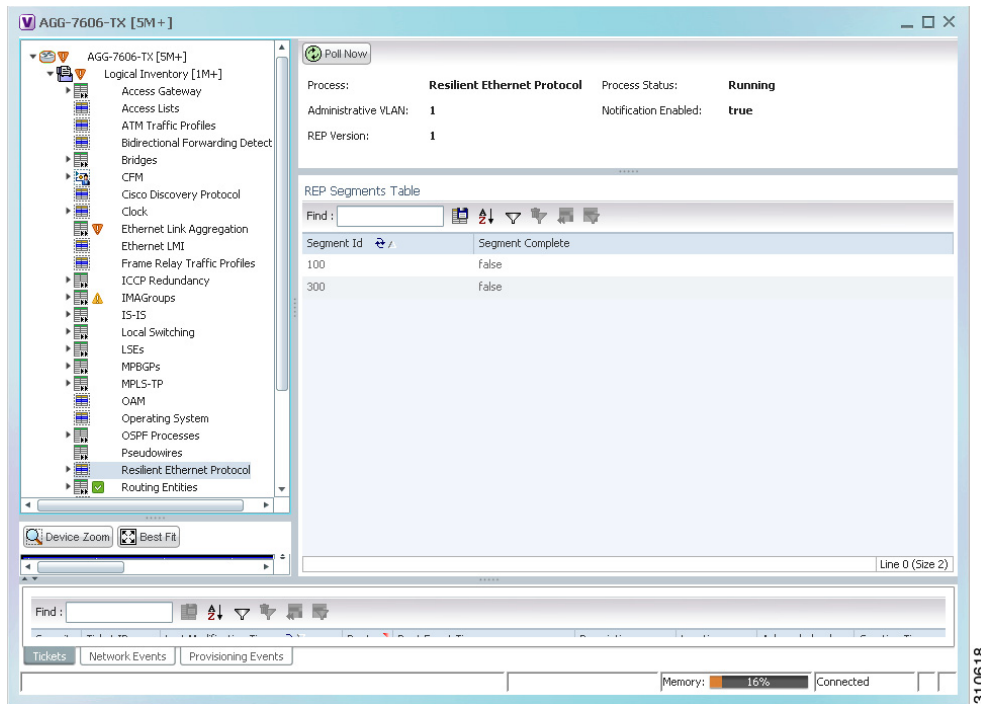 AGG-7606-TX [5M+]
AGG-7606-TX [5M+]
Logical Inventory [1M+]
Access Gateway
Access Lists
ATM Traffic Profiles
Bidirectional Forwarding Detect
Bridges
CFM
Cisco Discovery Protocol
Clock
Ethernet Link Aggregation
Ethernet LMI
Frame Relay Traffic Profiles
ICCP Redundancy
IMAGroups
IS-IS
Local Switching
LSEs
MPBGPs
MPLS-TP
OAM
Operating System
OSPF Processes
Pseudowires
Resilient Ethernet Protocol
Routing Entities
Device Zoom Best Fit
Poll Now
Process: Resilient Ethernet Protocol Process Status: Running
Administrative VLAN: 1 Notification Enabled: true
REP Version: 1
REP Segments Table
Find :
Segment Id Segment Complete
100 false
300 false
Line 0 (Size 2)
Find :
Tickets Network Events Provisioning Events
Memory: 16% Connected
310618